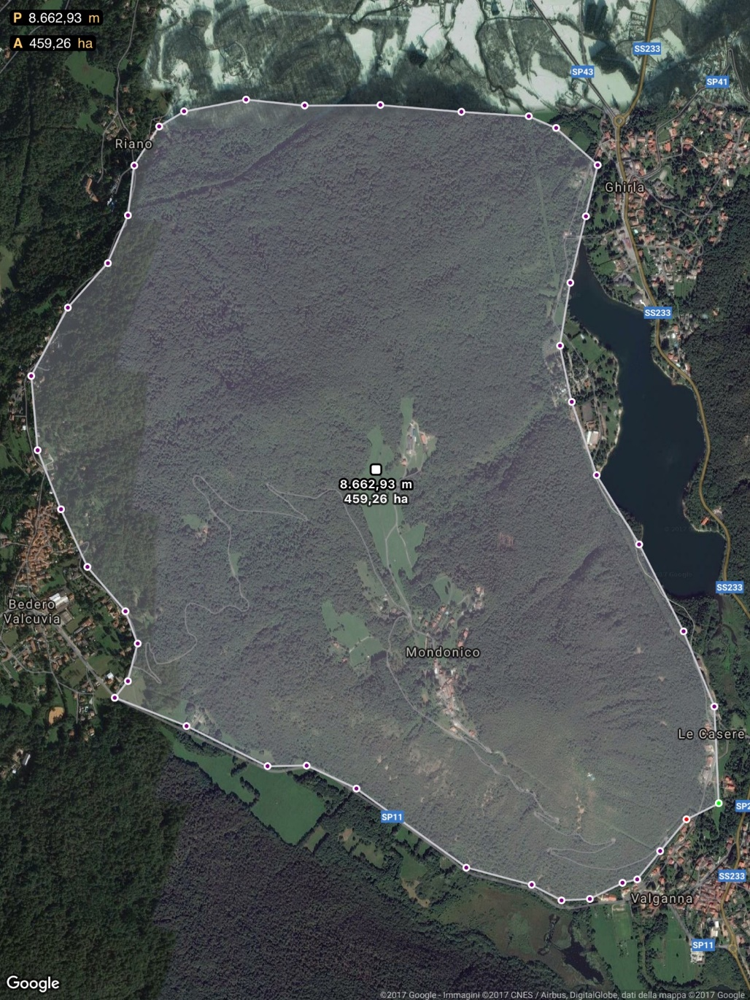 P 8.662,93 m
A 459,26 ha
SS233
SP43
SP41
Riano
Ghirla
SS233
8.662,93 m
459,26 ha
SS233
Bedero
Valcuvia
Mondonico
Le Casere
SP11
SS233
Valganna
SP11
Google
©2017 Google - Immagini ©2017 CNES / Airbus, DigitalGlobe, dati della mappa ©2017 Google